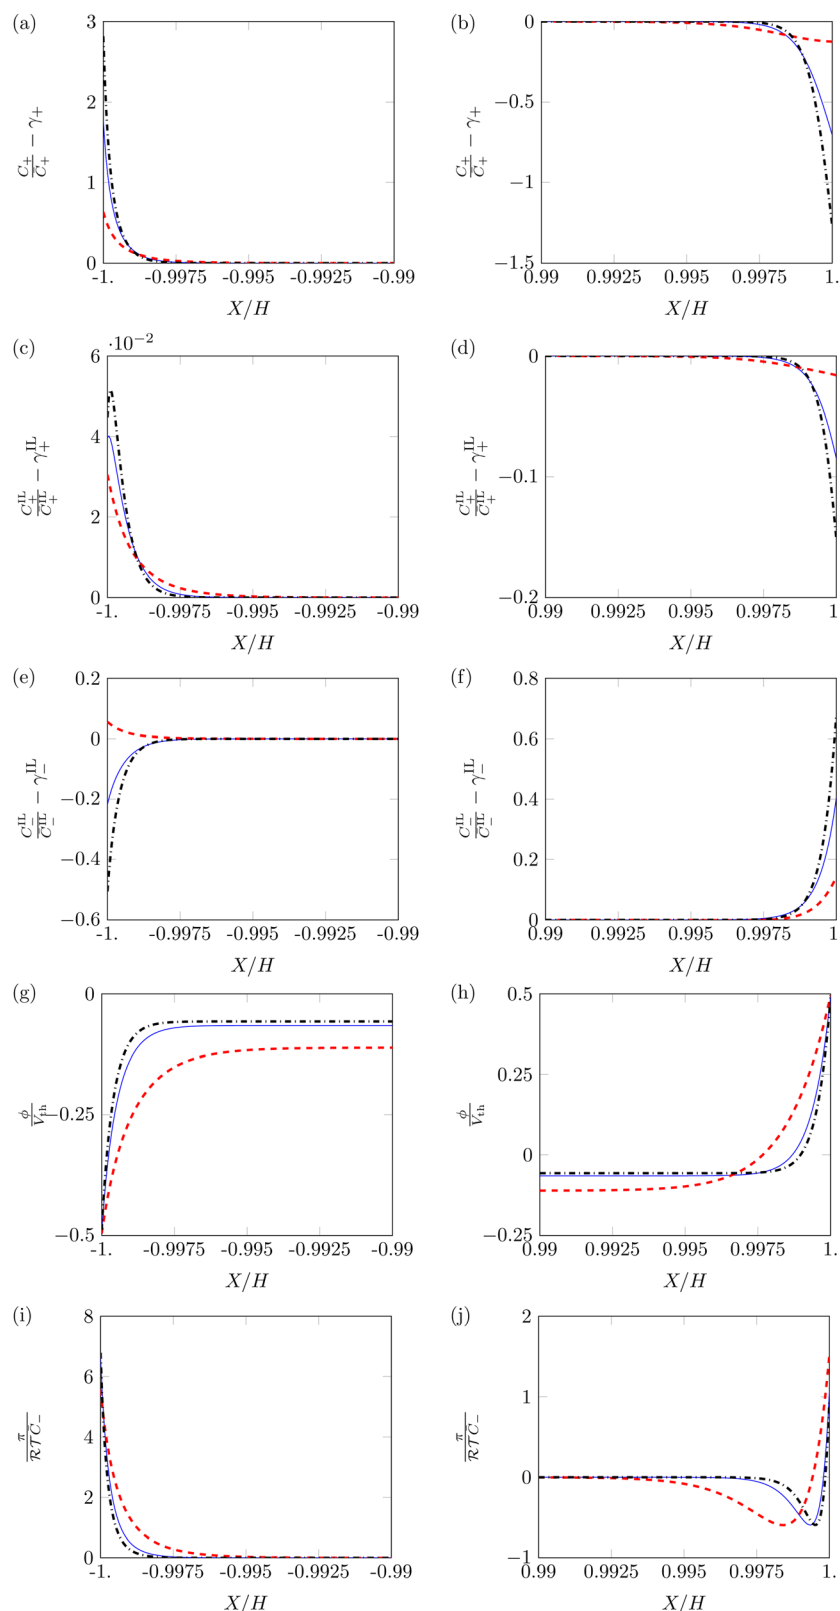 (a)
3
2
1
0
C₊/C̄₊ − γ₊
-1. -0.9975 -0.995 -0.9925 -0.99
X/H
(b)
0
−0.5
−1
−1.5
C₊/C̄₊ − γ₊
0.99 0.9925 0.995 0.9975 1.
X/H
(c)
·10⁻²
6
4
2
0
C₊ᴵᴸ/C̄₊ᴵᴸ − γ₊ᴵᴸ
-1. -0.9975 -0.995 -0.9925 -0.99
X/H
(d)
0
−0.1
−0.2
C₊ᴵᴸ/C̄₊ᴵᴸ − γ₊ᴵᴸ
0.99 0.9925 0.995 0.9975 1.
X/H
(e)
0.2
0
−0.2
−0.4
−0.6
C₋ᴵᴸ/C̄₋ᴵᴸ − γ₋ᴵᴸ
-1. -0.9975 -0.995 -0.9925 -0.99
X/H
(f)
0.8
0.6
0.4
0.2
0
C₋ᴵᴸ/C̄₋ᴵᴸ − γ₋ᴵᴸ
0.99 0.9925 0.995 0.9975 1.
X/H
(g)
0
−0.25
−0.5
ϕ/V_th
-1. -0.9975 -0.995 -0.9925 -0.99
X/H
(h)
0.5
0.25
0
−0.25
ϕ/V_th
0.99 0.9925 0.995 0.9975 1.
X/H
(i)
8
6
4
2
0
π/ℛ𝒯C̄₋
-1. -0.9975 -0.995 -0.9925 -0.99
X/H
(j)
2
1
0
−1
π/ℛ𝒯C̄₋
0.99 0.9925 0.995 0.9975 1.
X/H